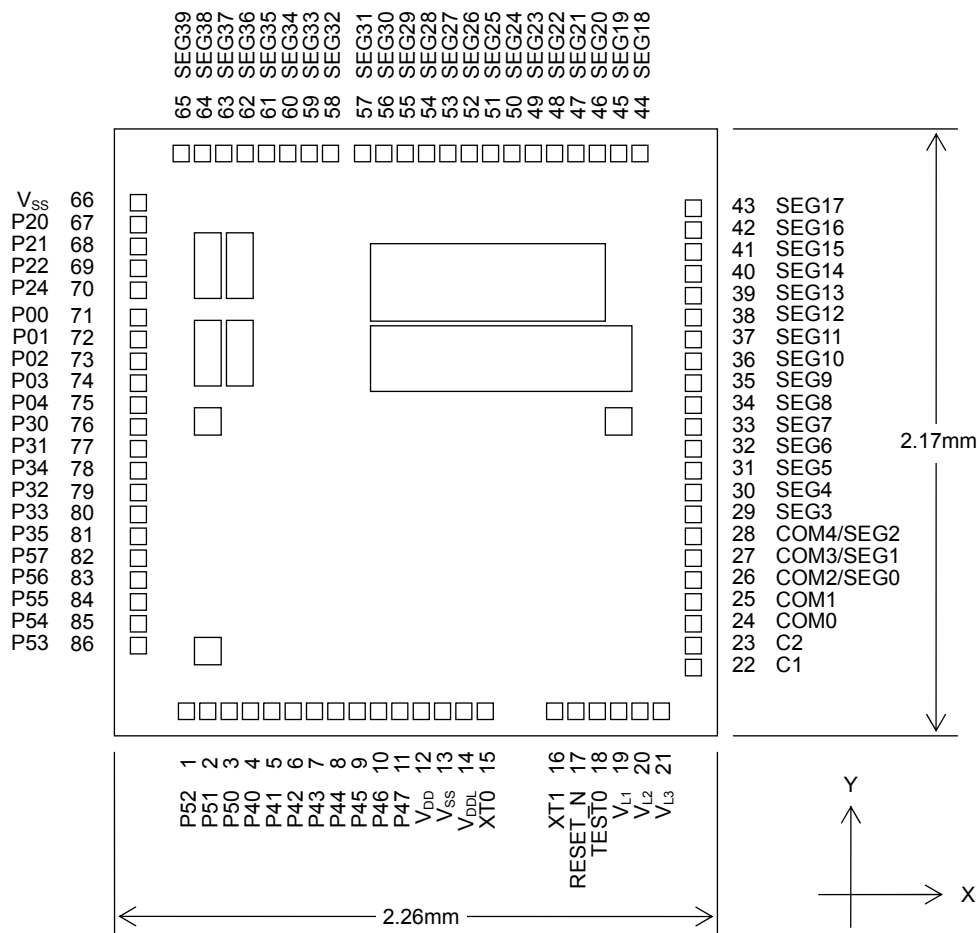 65 SEG39
64 SEG38
63 SEG37
62 SEG36
61 SEG35
60 SEG34
59 SEG33
58 SEG32
57 SEG31
56 SEG30
55 SEG29
54 SEG28
53 SEG27
52 SEG26
51 SEG25
50 SEG24
49 SEG23
48 SEG22
47 SEG21
46 SEG20
45 SEG19
44 SEG18
VSS 66
P20 67
P21 68
P22 69
P24 70
P00 71
P01 72
P02 73
P03 74
P04 75
P30 76
P31 77
P34 78
P32 79
P33 80
P35 81
P57 82
P56 83
P55 84
P54 85
P53 86
43 SEG17
42 SEG16
41 SEG15
40 SEG14
39 SEG13
38 SEG12
37 SEG11
36 SEG10
35 SEG9
34 SEG8
33 SEG7
32 SEG6
31 SEG5
30 SEG4
29 SEG3
28 COM4/SEG2
27 COM3/SEG1
26 COM2/SEG0
25 COM1
24 COM0
23 C2
22 C1
2.17mm
P52 1
P51 2
P50 3
P40 4
P41 5
P42 6
P43 7
P44 8
P45 9
P46 10
P47 11
VDD 12
VSS 13
VDDL 14
XT0 15
XT1 16
RESET_N 17
TEST0 18
VL1 19
VL2 20
VL3 21
2.26mm
Y
X